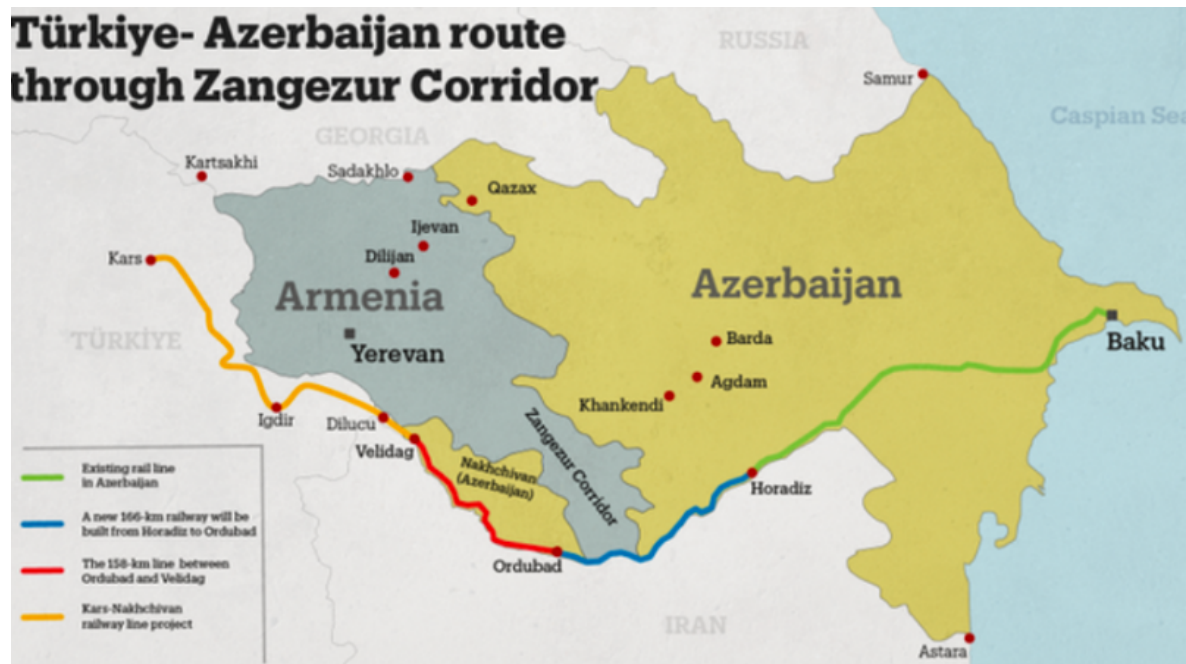 Türkiye- Azerbaijan route
through Zangezur Corridor
RUSSIA
Samur
Caspian Sea
GEORGIA
Kartsakhi
Sadakhlo
Qazax
Ijevan
Dilijan
Kars
Armenia
Azerbaijan
TÜRKİYE
Yerevan
Barda
Baku
Agdam
Khankendi
Igdir
Dilucu
Velidag
Zangezur Corridor
Nakhchivan
(Azerbaijan)
Horadiz
Ordubad
IRAN
Astara
Existing rail line
in Azerbaijan
A new 166-km railway will be
built from Horadiz to Ordubad
The 158-km line between
Ordubad and Velidag
Kars-Nakhchivan
railway line project